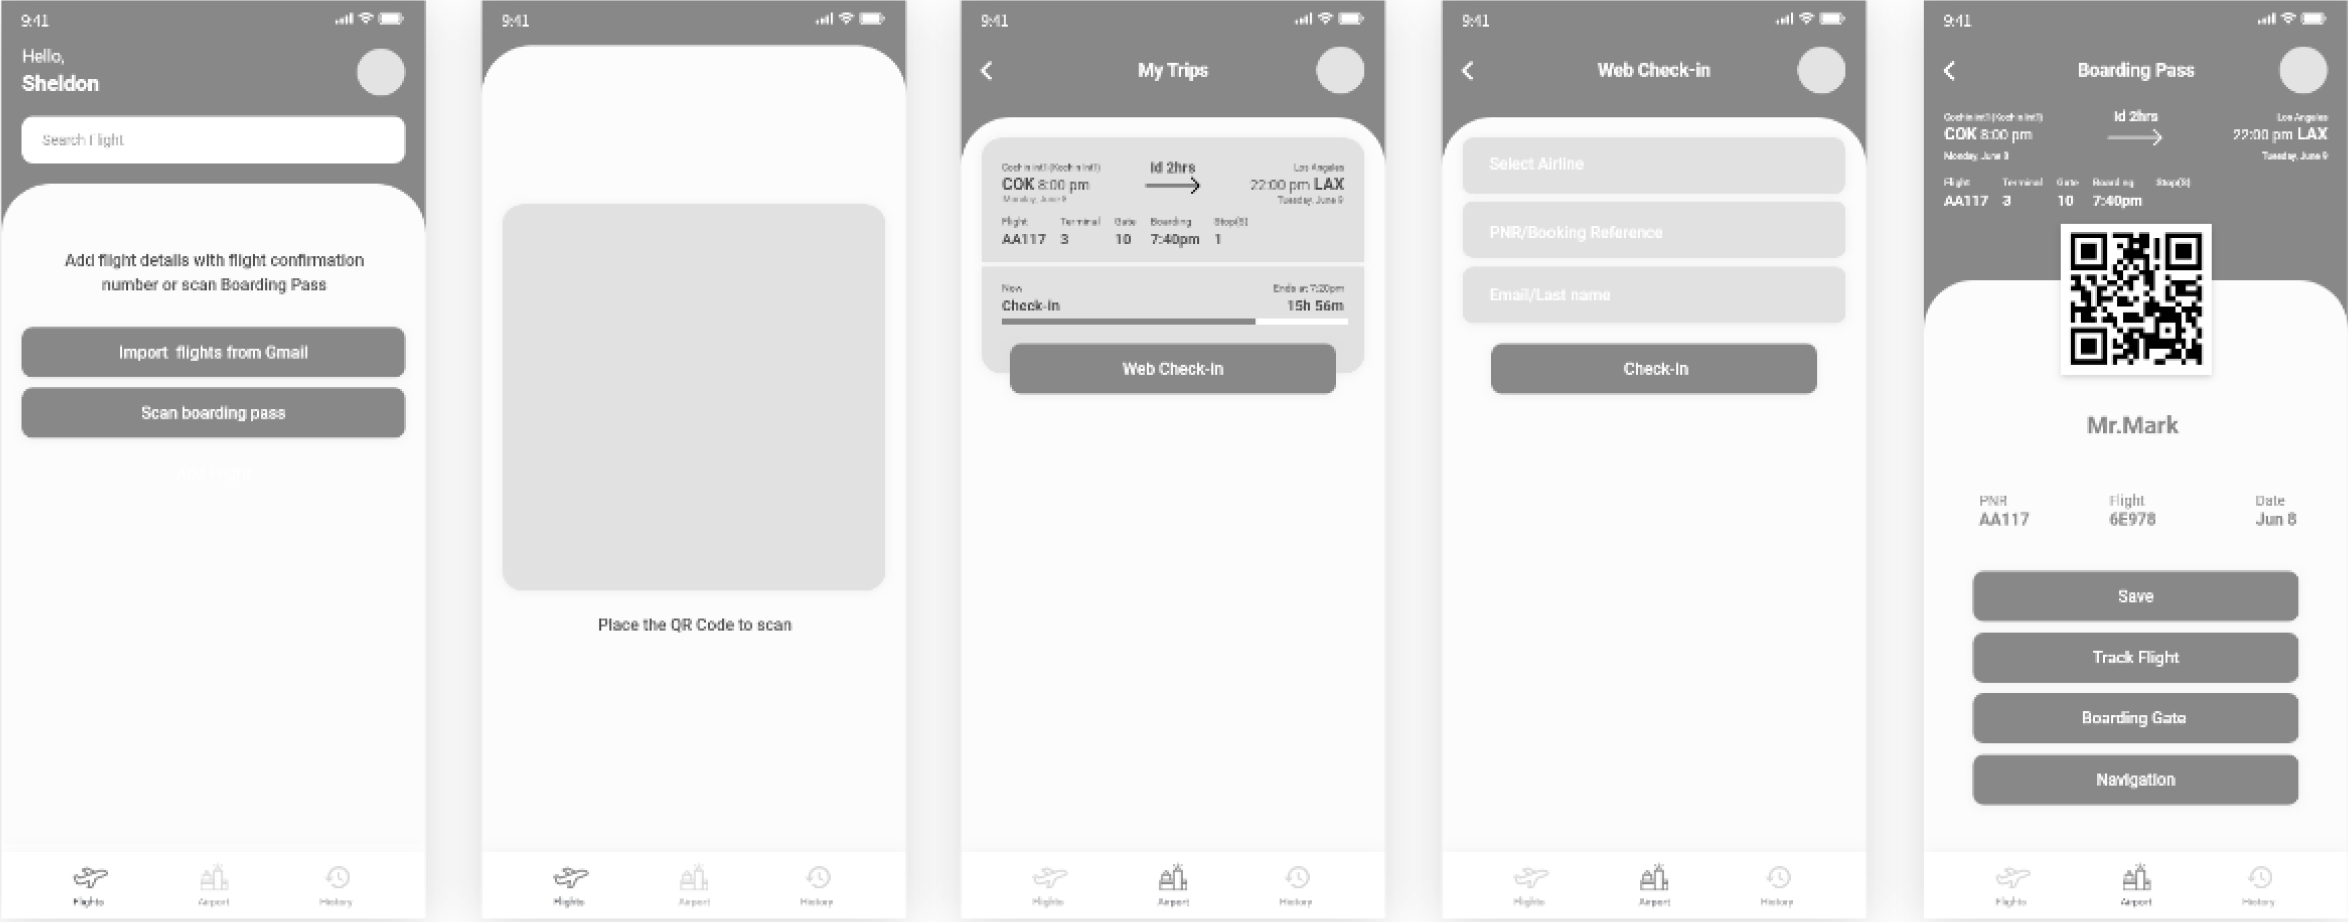 9:41
Hello,
Sheldon
Search Flight
Add flight details with flight confirmation
number or scan Boarding Pass
Import flights from Gmail
Scan boarding pass
Flights
Airport
History
9:41
Place the QR Code to scan
Flights
Airport
History
9:41
My Trips
Cochin Int'l (Kochin Int'l)
1d 2hrs
Los Angeles
COK 8:00 pm
22:00 pm LAX
Monday, June 8
Tuesday, June 9
Flight Terminal Gate Boarding Stop(S)
AA117 3 10 7:40pm 1
Now
Ends at 7:20pm
Check-in
15h 56m
Web Check-in
Flights
Airport
History
9:41
Web Check-in
Select Airline
PNR/Booking Reference
Email/Last name
Check-in
Flights
Airport
History
9:41
Boarding Pass
Cochin Int'l (Kochin Int'l)
1d 2hrs
Los Angeles
COK 8:00 pm
22:00 pm LAX
Monday, June 8
Tuesday, June 9
Flight Terminal Gate Boarding Stop(S)
AA117 3 10 7:40pm
Mr.Mark
PNR Flight Date
AA117 6E978 Jun 8
Save
Track Flight
Boarding Gate
Navigation
Flights
Airport
History